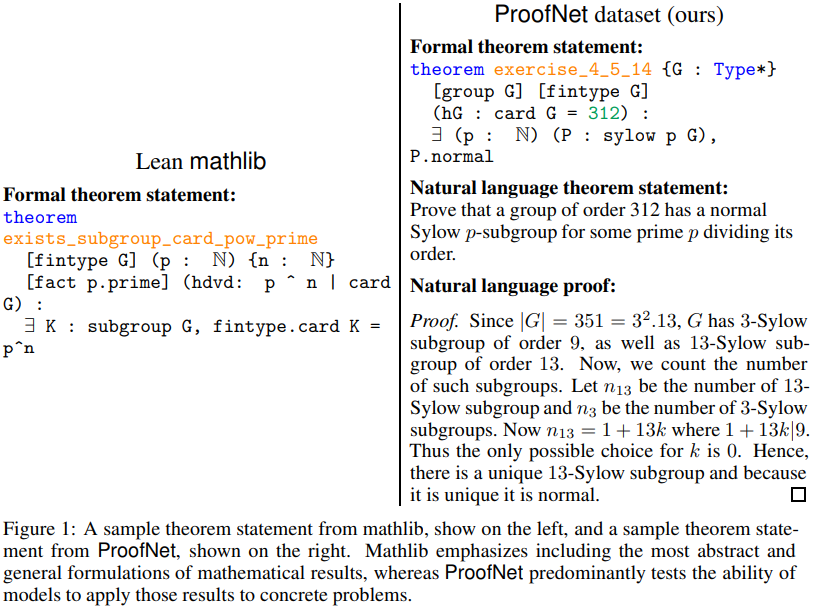 Lean mathlib
Formal theorem statement:
theorem
exists_subgroup_card_pow_prime
[fintype G] (p : ℕ) {n : ℕ}
[fact p.prime] (hdvd: p ^ n | card
G) :
∃ K : subgroup G, fintype.card K =
p^n
ProofNet dataset (ours)
Formal theorem statement:
theorem exercise_4_5_14 {G : Type*}
[group G] [fintype G]
(hG : card G = 312) :
∃ (p : ℕ) (P : sylow p G),
P.normal
Natural language theorem statement:
Prove that a group of order 312 has a normal
Sylow p-subgroup for some prime p dividing its
order.
Natural language proof:
Proof. Since |G| = 351 = 3².13, G has 3-Sylow
subgroup of order 9, as well as 13-Sylow sub-
group of order 13. Now, we count the number
of such subgroups. Let n₁₃ be the number of 13-
Sylow subgroup and n₃ be the number of 3-Sylow
subgroups. Now n₁₃ = 1 + 13k where 1 + 13k|9.
Thus the only possible choice for k is 0. Hence,
there is a unique 13-Sylow subgroup and because
it is unique it is normal. □
Figure 1: A sample theorem statement from mathlib, show on the left, and a sample theorem state-
ment from ProofNet, shown on the right. Mathlib emphasizes including the most abstract and
general formulations of mathematical results, whereas ProofNet predominantly tests the ability of
models to apply those results to concrete problems.